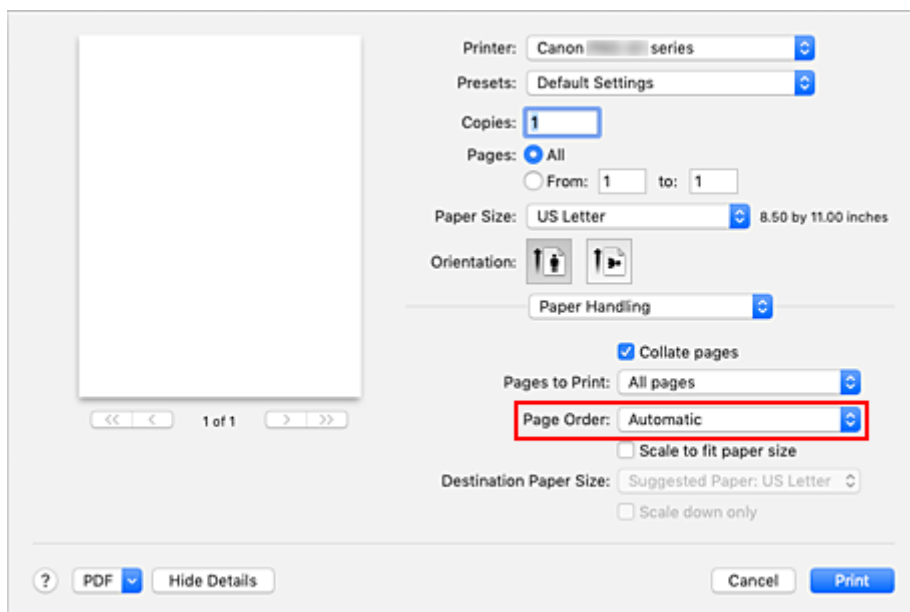 Printer: Canon series
Presets: Default Settings
Copies: 1
Pages: All
From: 1 to: 1
Paper Size: US Letter 8.50 by 11.00 inches
Orientation:
Paper Handling
Collate pages
Pages to Print: All pages
1 of 1
Page Order: Automatic
Scale to fit paper size
Destination Paper Size: Suggested Paper: US Letter
Scale down only
? PDF Hide Details Cancel Print